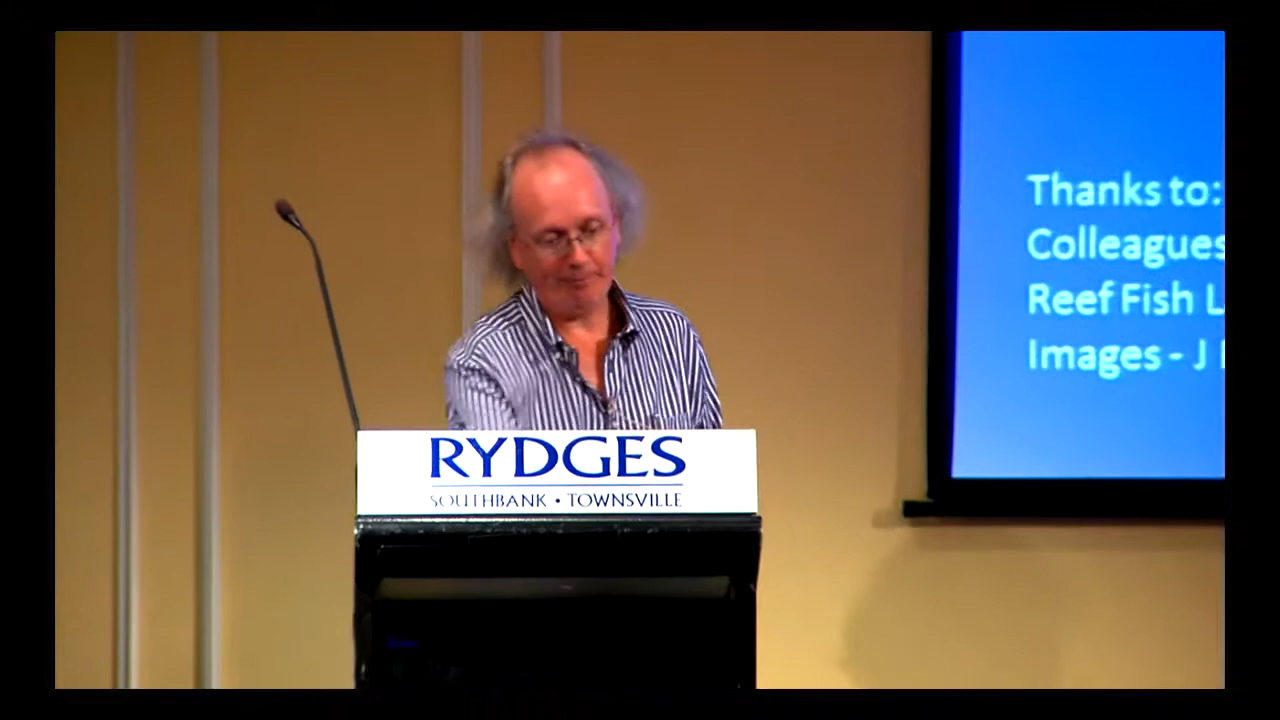 Thanks to:
Colleagues
Reef Fish L
Images - J
RYDGES
SOUTHBANK • TOWNSVILLE